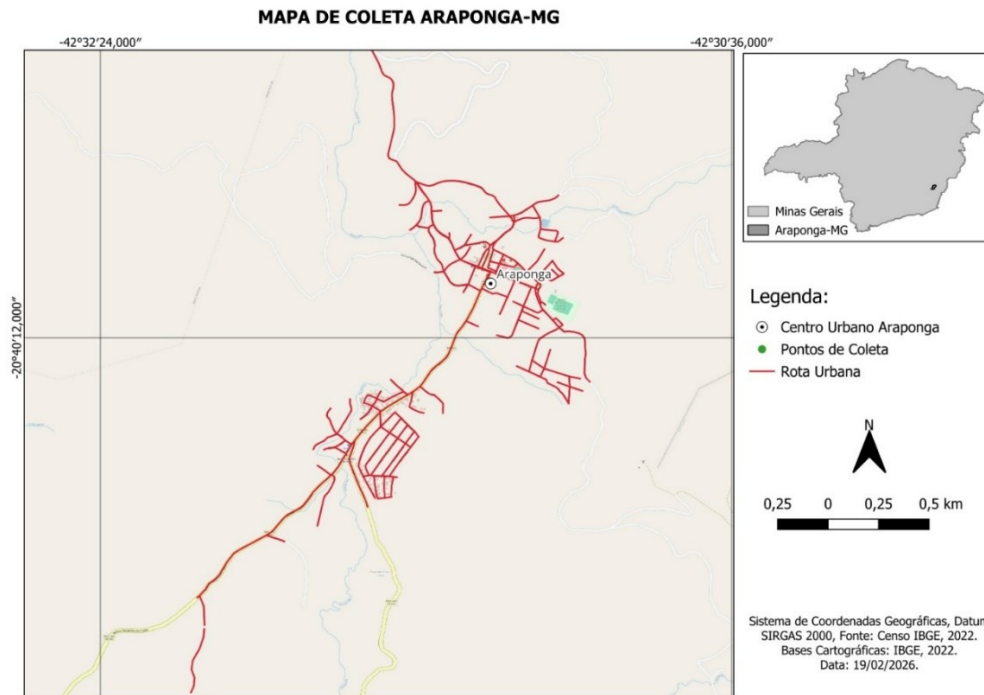 MAPA DE COLETA ARAPONGA-MG
-42°32'24,000"
-42°30'36,000"
-20°40'12,000"
Araponga
Minas Gerais
Araponga-MG
Legenda:
Centro Urbano Araponga
Pontos de Coleta
Rota Urbana
N
0,25 0 0,25 0,5 km
Sistema de Coordenadas Geográficas, Datum
SIRGAS 2000, Fonte: Censo IBGE, 2022.
Bases Cartográficas: IBGE, 2022.
Data: 19/02/2026.